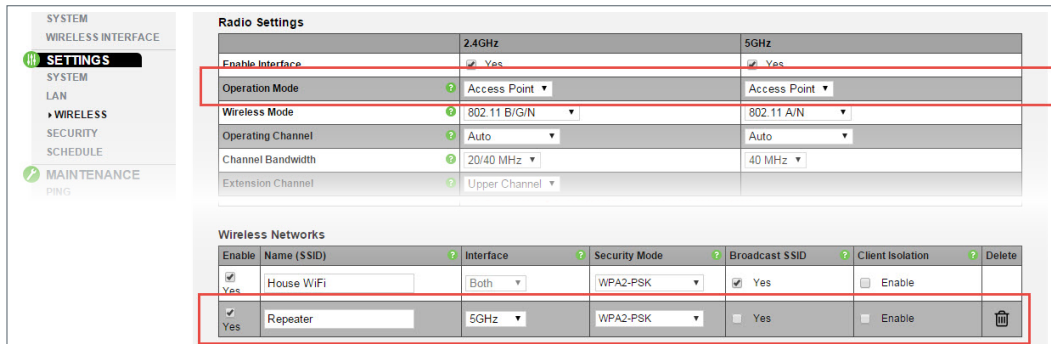 SYSTEM
WIRELESS INTERFACE
SETTINGS
SYSTEM
LAN
WIRELESS
SECURITY
SCHEDULE
MAINTENANCE
PING
Radio Settings
2.4GHz 5GHz
Enable Interface Yes Yes
Operation Mode ? Access Point Access Point
Wireless Mode ? 802.11 B/G/N 802.11 A/N
Operating Channel ? Auto Auto
Channel Bandwidth ? 20/40 MHz 40 MHz
Extension Channel ? Upper Channel
Wireless Networks
Enable Name (SSID) ? Interface ? Security Mode ? Broadcast SSID ? Client Isolation ? Delete
Yes House WiFi Both WPA2-PSK Yes Enable
Yes Repeater 5GHz WPA2-PSK Yes Enable